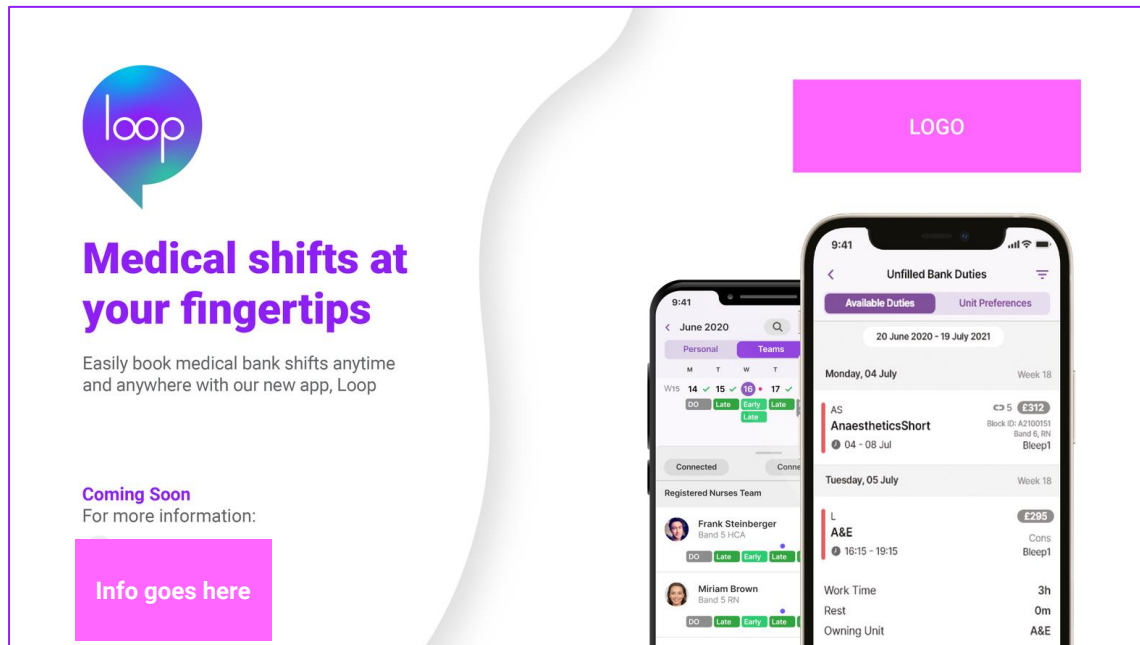 loop
LOGO
Medical shifts at
your fingertips
Easily book medical bank shifts anytime
and anywhere with our new app, Loop
Coming Soon
For more information:
Info goes here
9:41
June 2020
Personal Teams
M T W T
W15 14 15 16 17
DO Late Early Late
Late
Connected
Registered Nurses Team
Frank Steinberger
Band 5 HCA
DO Late Early Late
Miriam Brown
Band 5 RN
DO Late Early Late
9:41
Unfilled Bank Duties
Available Duties Unit Preferences
20 June 2020 - 19 July 2021
Monday, 04 July Week 18
AS 5 £312
AnaestheticsShort Block ID: A2100151
Band 6, RN
04 - 08 Jul Bleep1
Tuesday, 05 July Week 18
L £295
A&E Cons
16:15 - 19:15 Bleep1
Work Time 3h
Rest 0m
Owning Unit A&E